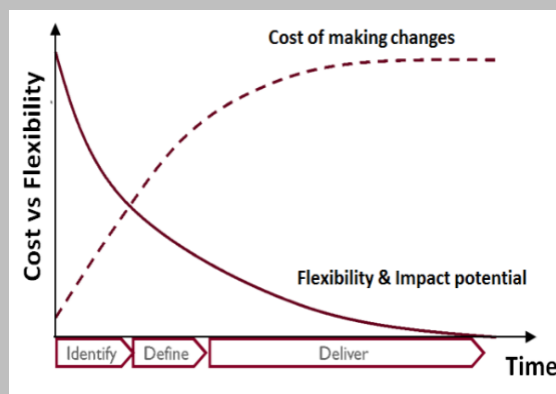 Cost of making changes
Cost vs Flexibility
Flexibility & Impact potential
Identify
Define
Deliver
Time